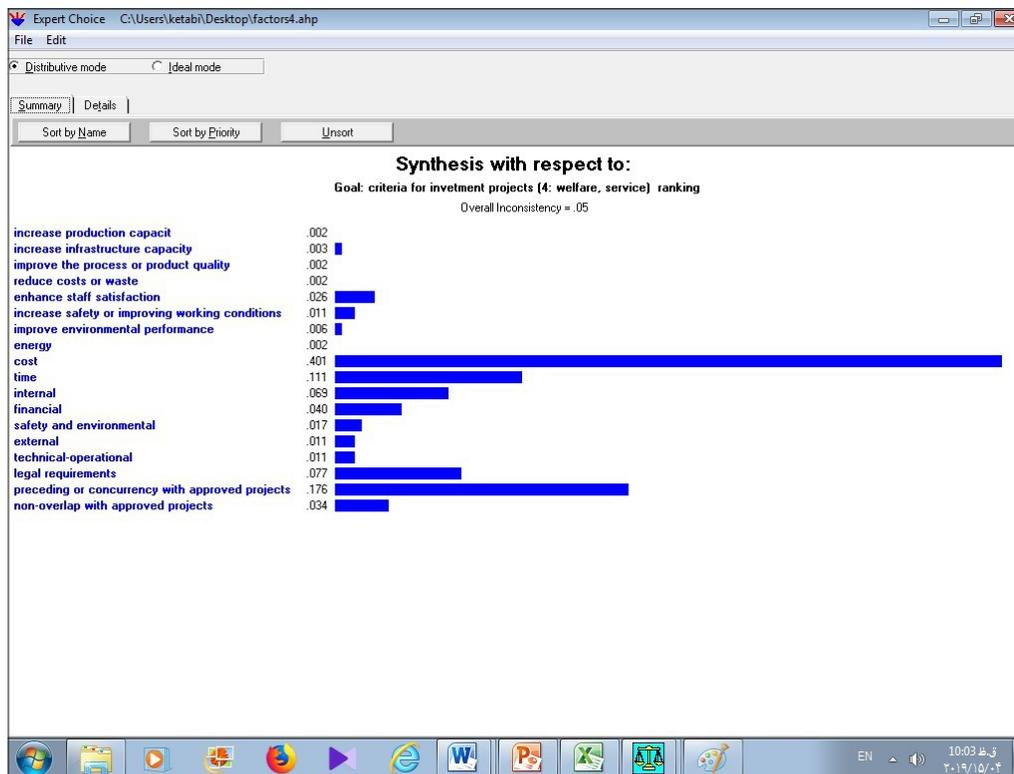 Expert Choice C:\Users\ketabi\Desktop\factors4.ahp
File Edit
Distributive mode Ideal mode
Summary Details
Sort by Name Sort by Priority Unsort
Synthesis with respect to:
Goal: criteria for invetment projects (4: welfare, service) ranking
Overall Inconsistency = .05
increase production capacit .002
increase infrastructure capacity .003
improve the process or product quality .002
reduce costs or waste .002
enhance staff satisfaction .026
increase safety or improving working conditions .011
improve environmental performance .006
energy .002
cost .401
time .111
internal .069
financial .040
safety and environmental .017
external .011
technical-operational .011
legal requirements .077
preceding or concurrency with approved projects .176
non-overlap with approved projects .034
EN 10:03 ق.ظ
۲۰۱۹/۱۵/۰۴